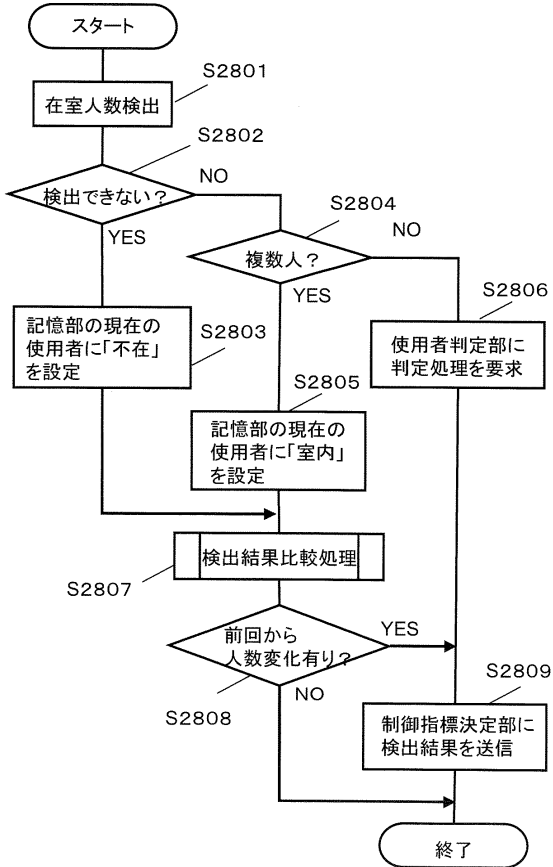 スタート
S2801
在室人数検出
S2802
検出できない?
NO
YES
S2804
複数人?
NO
YES
S2803
記憶部の現在の
使用者に「不在」
を設定
S2806
使用者判定部に
判定処理を要求
S2805
記憶部の現在の
使用者に「室内」
を設定
検出結果比較処理
S2807
前回から
人数変化有り?
YES
NO
S2808
S2809
制御指標決定部に
検出結果を送信
終了